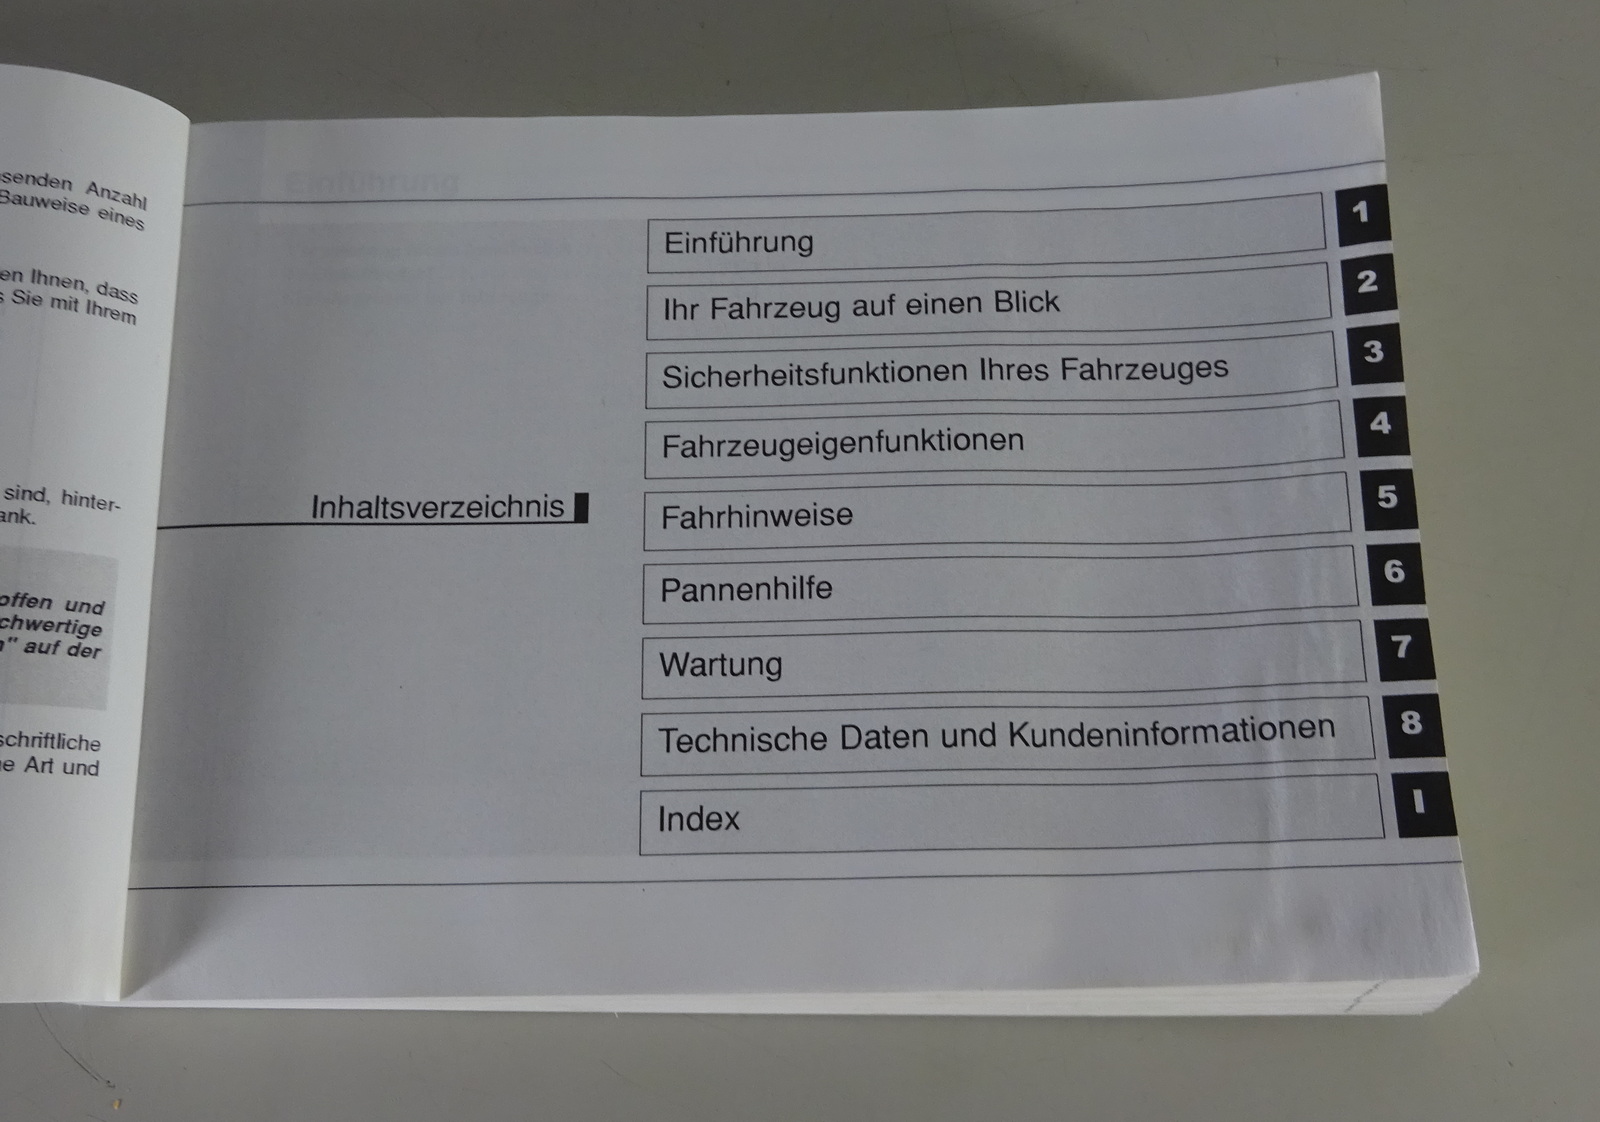 senden Anzahl
Bauweise eines
en Ihnen, dass
s Sie mit Ihrem
sind, hinter-
ank.
offen und
chwertige
n" auf der
schriftliche
e Art und
Einführung
Inhaltsverzeichnis
Einführung 1
Ihr Fahrzeug auf einen Blick 2
Sicherheitsfunktionen Ihres Fahrzeuges 3
Fahrzeugeigenfunktionen 4
Fahrhinweise 5
Pannenhilfe 6
Wartung 7
Technische Daten und Kundeninformationen 8
Index I